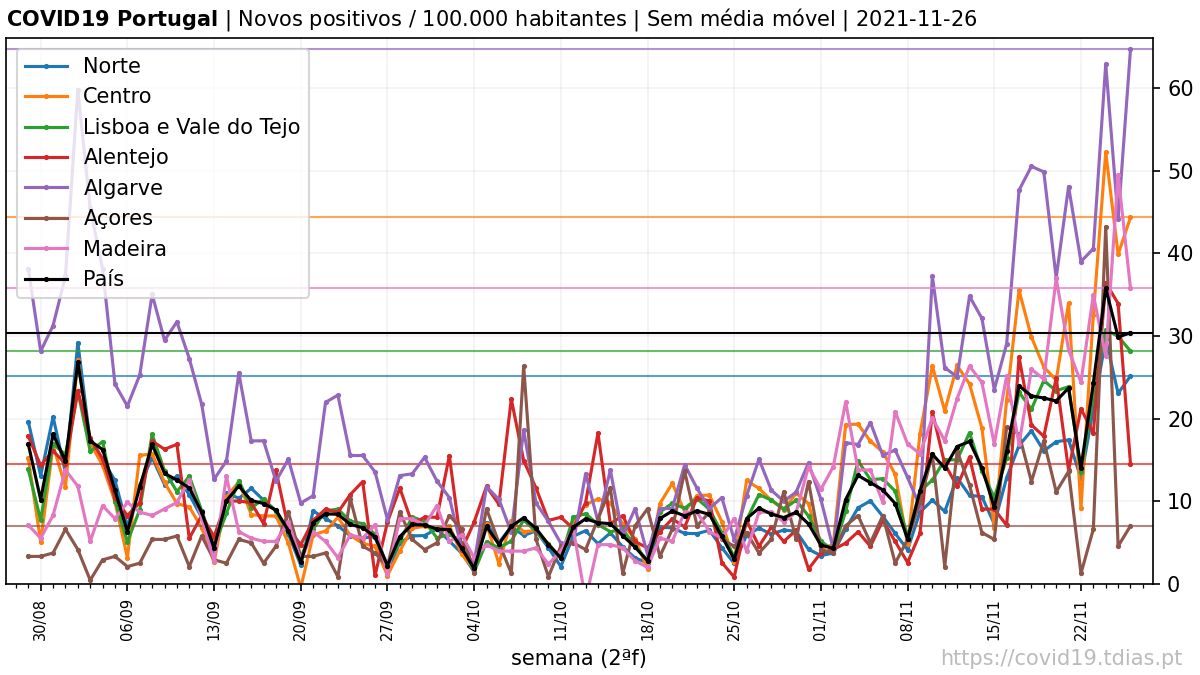 COVID19 Portugal | Novos positivos / 100.000 habitantes | Sem média móvel | 2021-11-26
Norte
Centro
Lisboa e Vale do Tejo
Alentejo
Algarve
Açores
Madeira
País
60
50
40
30
20
10
0
30/08
06/09
13/09
20/09
27/09
04/10
11/10
18/10
25/10
01/11
08/11
15/11
22/11
semana (2ªf)
https://covid19.tdias.pt